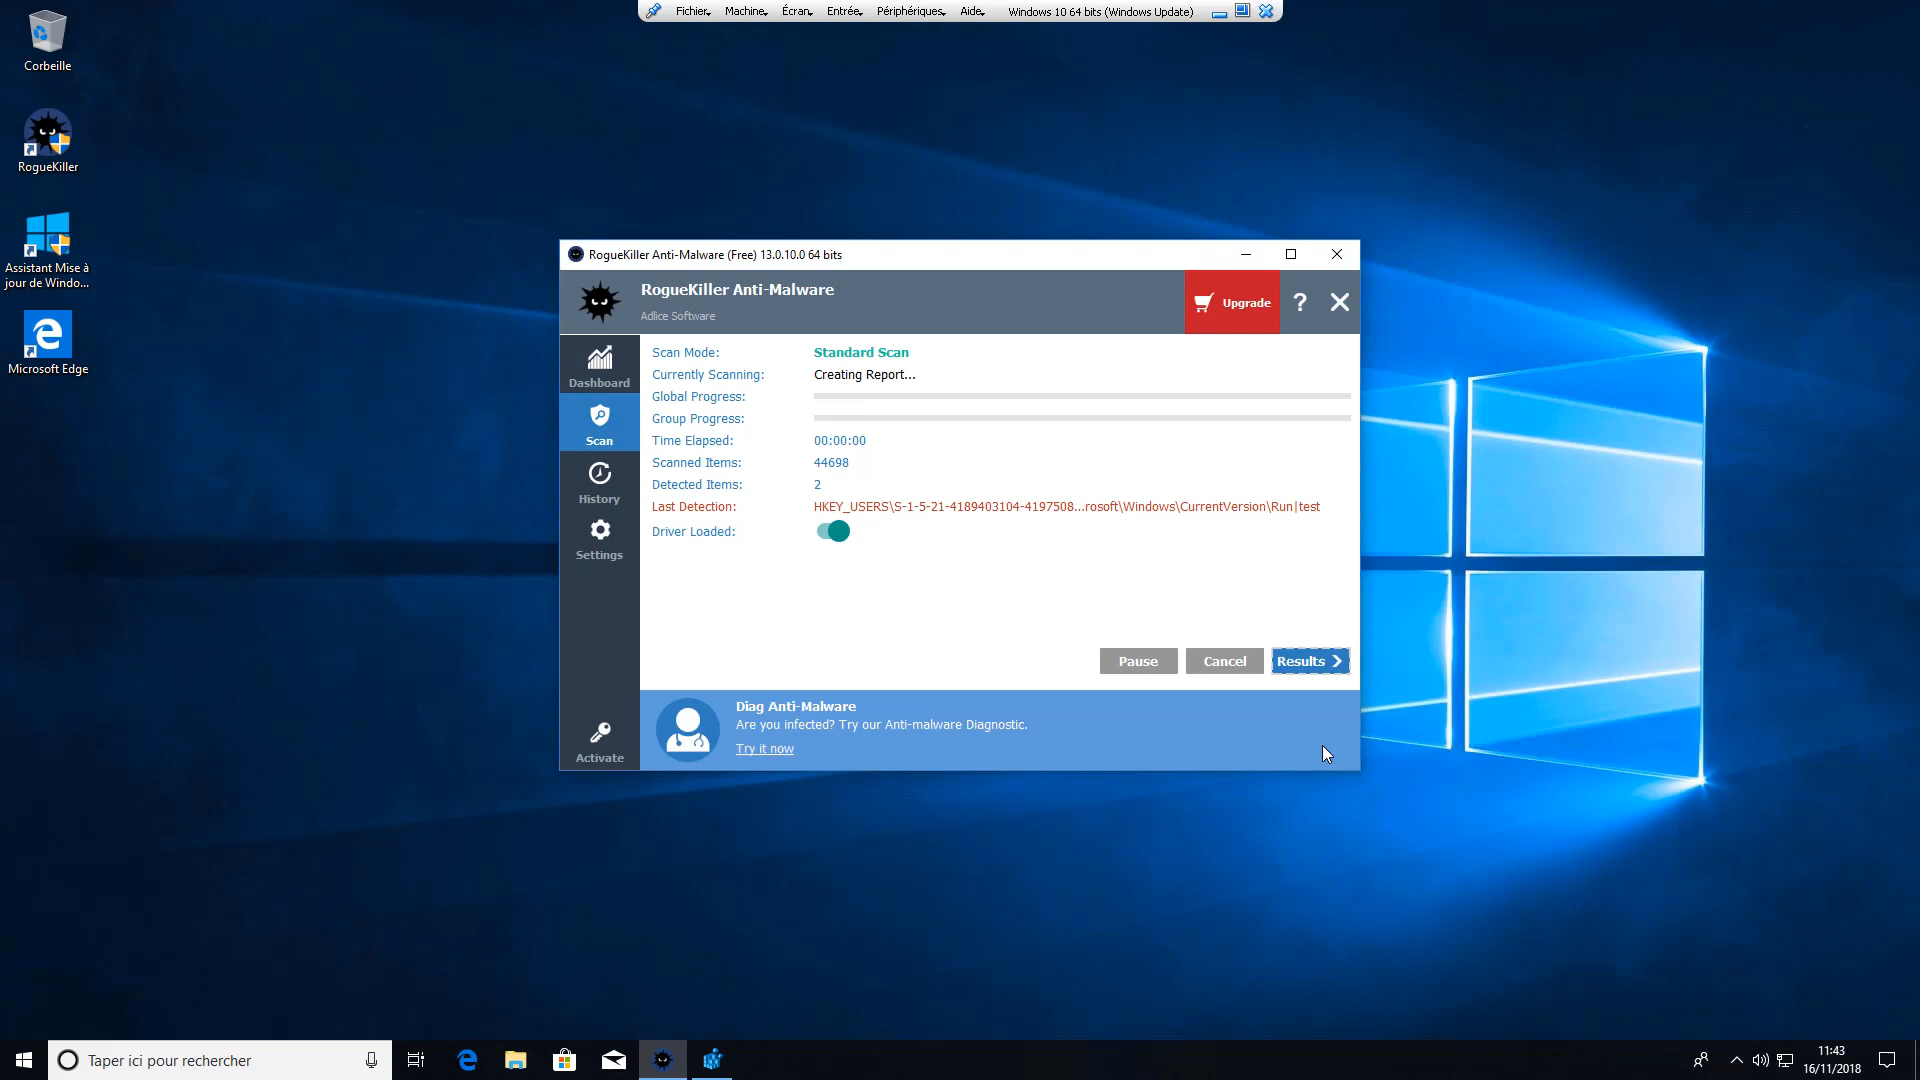 Fichier
Machine
Écran
Entrée
Périphériques
Aide
Windows 10 64 bits (Windows Update)
Corbeille
RogueKiller
Assistant Mise à
jour de Windo...
Microsoft Edge
RogueKiller Anti-Malware (Free) 13.0.10.0 64 bits
RogueKiller Anti-Malware
Adlice Software
Upgrade
?
Dashboard
Scan
History
Settings
Activate
Scan Mode: Standard Scan
Currently Scanning: Creating Report...
Global Progress:
Group Progress:
Time Elapsed: 00:00:00
Scanned Items: 44698
Detected Items: 2
Last Detection: HKEY_USERS\S-1-5-21-4189403104-4197508...rosoft\Windows\CurrentVersion\Run|test
Driver Loaded:
Pause
Cancel
Results
Diag Anti-Malware
Are you infected? Try our Anti-malware Diagnostic.
Try it now
Taper ici pour rechercher
11:43
16/11/2018